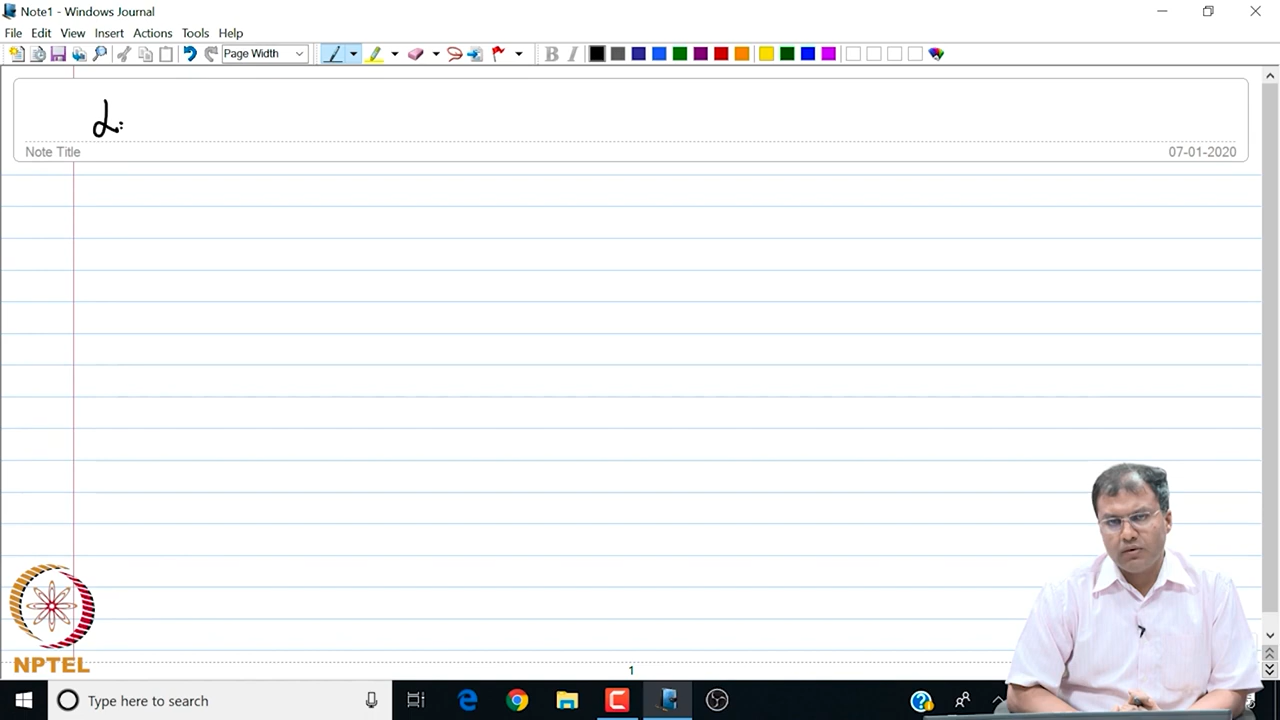 Note1 - Windows Journal
File Edit View Insert Actions Tools Help
Page Width
B I
Note Title
07-01-2020
NPTEL
1
Type here to search